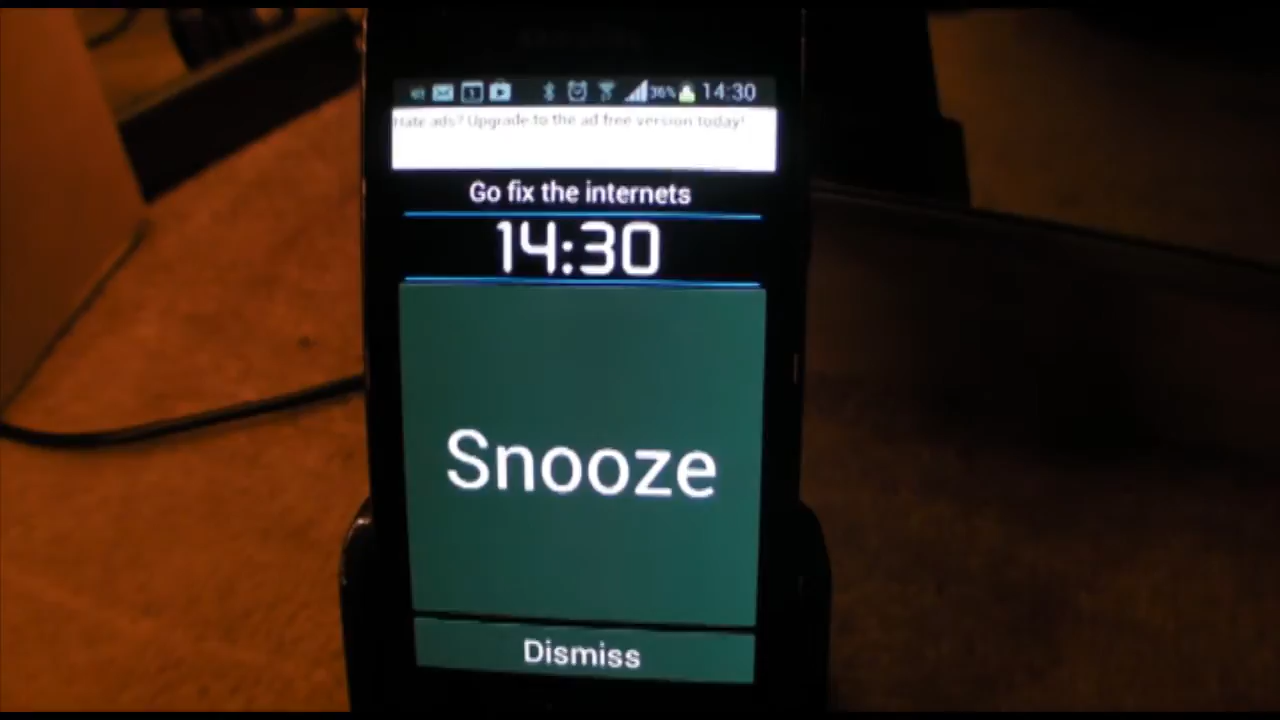 36% 14:30
Hate ads? Upgrade to the ad free version today!
Go fix the internets
14:30
Snooze
Dismiss